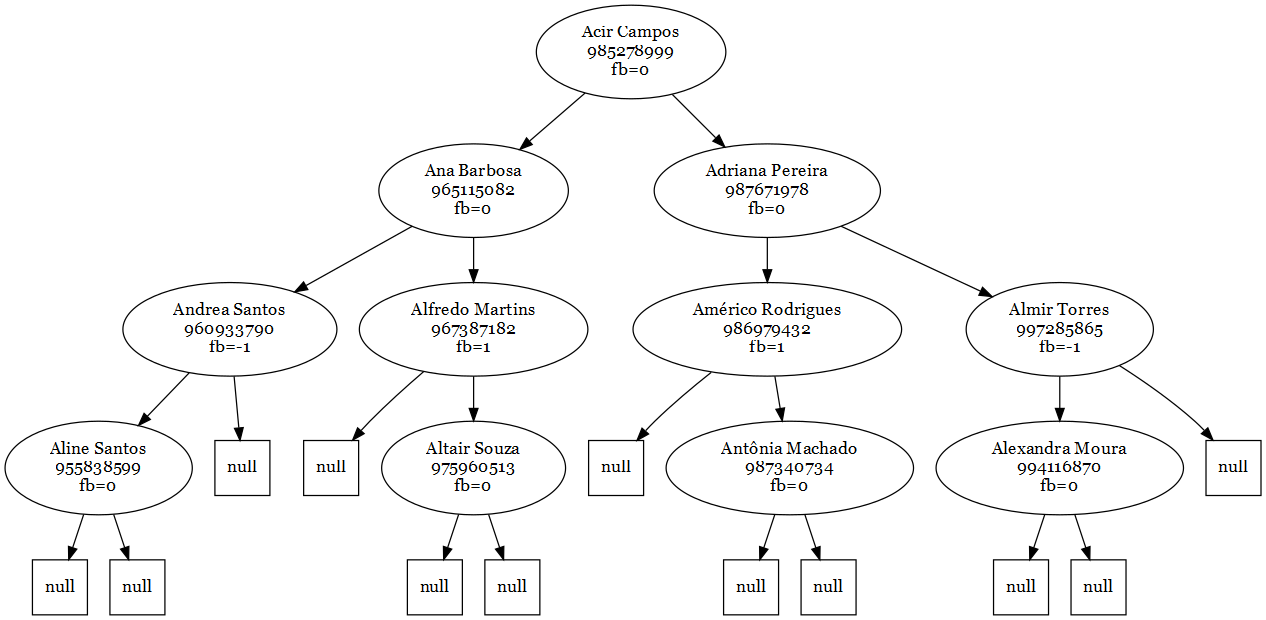 Acir Campos
985278999
fb=0
Ana Barbosa
965115082
fb=0
Adriana Pereira
987671978
fb=0
Andrea Santos
960933790
fb=-1
Alfredo Martins
967387182
fb=1
Américo Rodrigues
986979432
fb=1
Almir Torres
997285865
fb=-1
Aline Santos
955838599
fb=0
null
null
Altair Souza
975960513
fb=0
null
Antônia Machado
987340734
fb=0
Alexandra Moura
994116870
fb=0
null
null
null
null
null
null
null
null
null